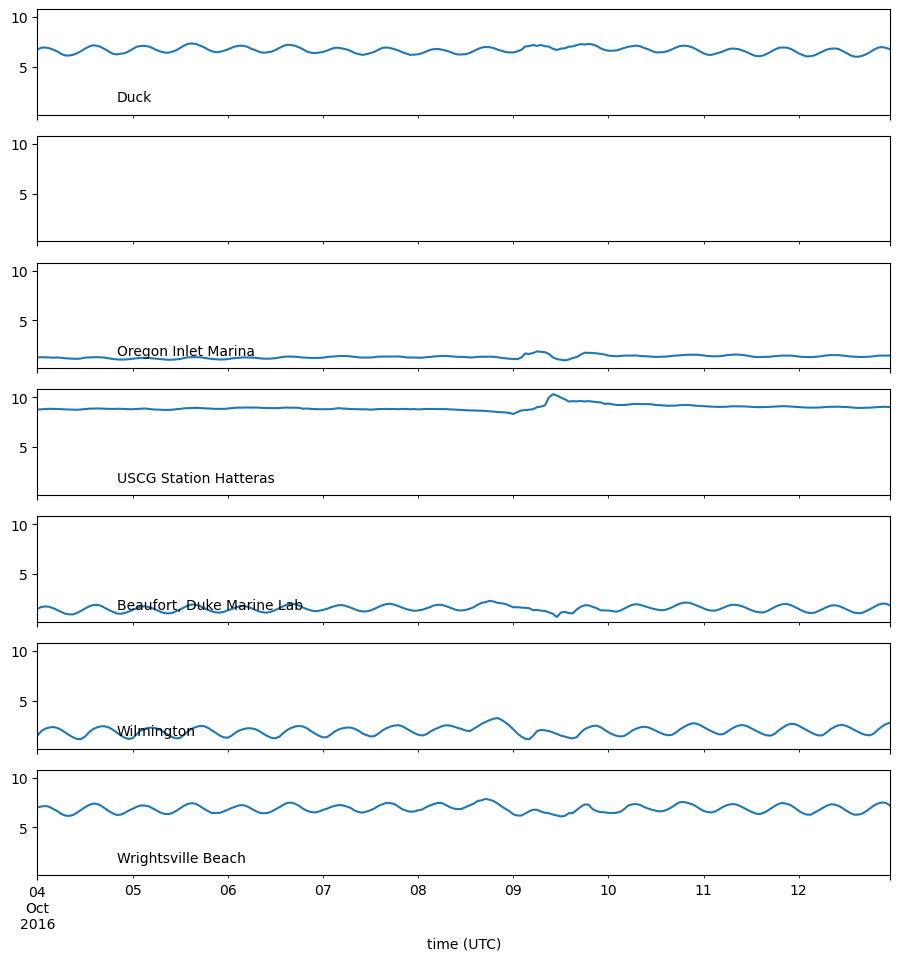 10
5
Duck
10
5
10
5
Oregon Inlet Marina
10
5
USCG Station Hatteras
10
5
Beaufort, Duke Marine Lab
10
5
Wilmington
10
5
Wrightsville Beach
04 05 06 07 08 09 10 11 12
Oct
2016
time (UTC)